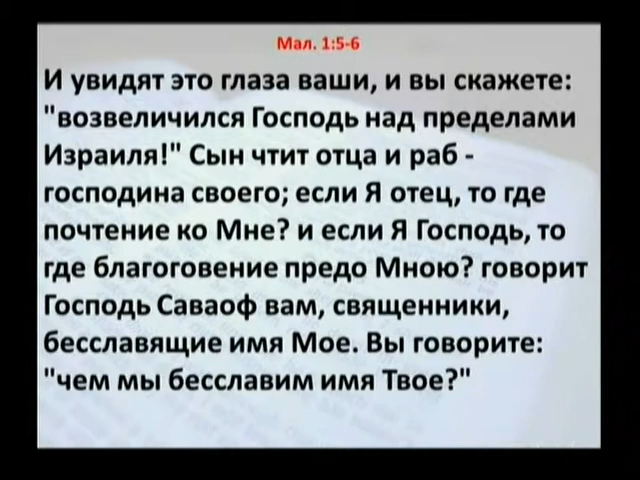 Мал. 1:5-6
И увидят это глаза ваши, и вы скажете:
"возвеличился Господь над пределами
Израиля!" Сын чтит отца и раб -
господина своего; если Я отец, то где
почтение ко Мне? и если Я Господь, то
где благоговение предо Мною? говорит
Господь Саваоф вам, священники,
бесславящие имя Мое. Вы говорите:
"чем мы бесславим имя Твое?"